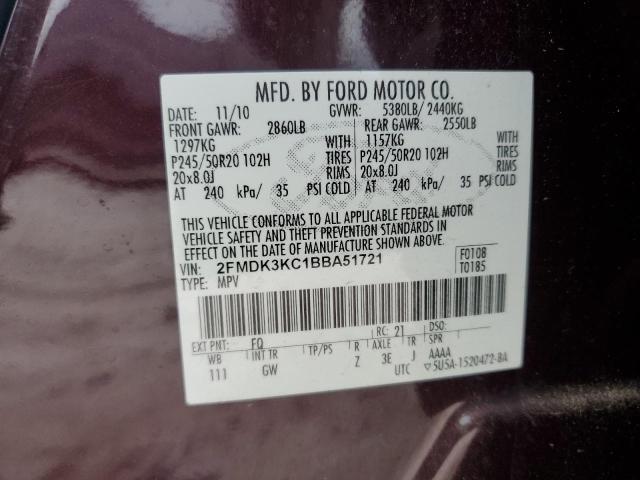 MFD. BY FORD MOTOR CO.
DATE: 11/10 GVWR: 5380LB/ 2440KG
FRONT GAWR: 2860LB REAR GAWR: 2550LB
1297KG WITH 1157KG WITH
P245/50R20 102H TIRES P245/50R20 102H TIRES
20x8.0J RIMS 20x8.0J RIMS
AT 240 kPa/ 35 PSI COLD AT 240 kPa/ 35 PSI COLD
THIS VEHICLE CONFORMS TO ALL APPLICABLE FEDERAL MOTOR
VEHICLE SAFETY AND THEFT PREVENTION STANDARDS IN
EFFECT ON THE DATE OF MANUFACTURE SHOWN ABOVE.
VIN: 2FMDK3KC1BBA51721 F0108
TYPE: MPV T0185
EXT PNT: FQ RC: 21 DSO:
WB INT TR TP/PS R AXLE TR SPR
111 GW Z 3E J AAAA
UTC ▽5U5A-1520472-BA